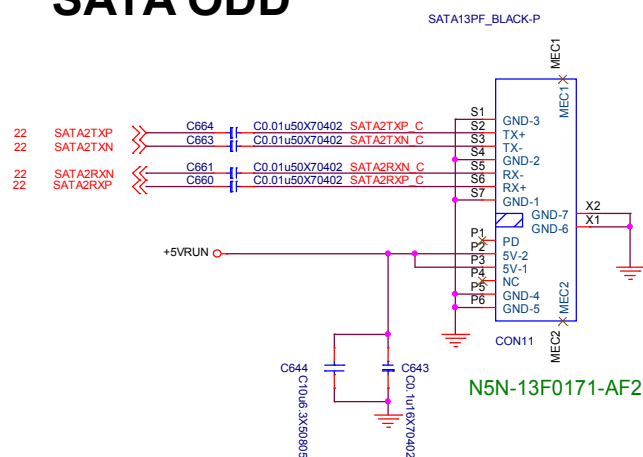 SATA ODD
SATA13PF_BLACK-P
MEC1
MEC1
22 SATA2TXP C664 C0.01u50X70402 SATA2TXP_C S1 GND-3
22 SATA2TXN C663 C0.01u50X70402 SATA2TXN_C S2 TX+
S3 TX-
S4 GND-2
22 SATA2RXN C661 C0.01u50X70402 SATA2RXN_C S5 RX-
22 SATA2RXP C660 C0.01u50X70402 SATA2RXP_C S6 RX+
S7 GND-1
GND-7 X2
GND-6 X1
P1 PD
+5VRUN P2 5V-2
P3 5V-1
P4 NC
P5 GND-4
P6 GND-5
MEC2
MEC2
CON11
C644 C10u6.3X50805
C643 C0.1u16X70402
N5N-13F0171-AF2